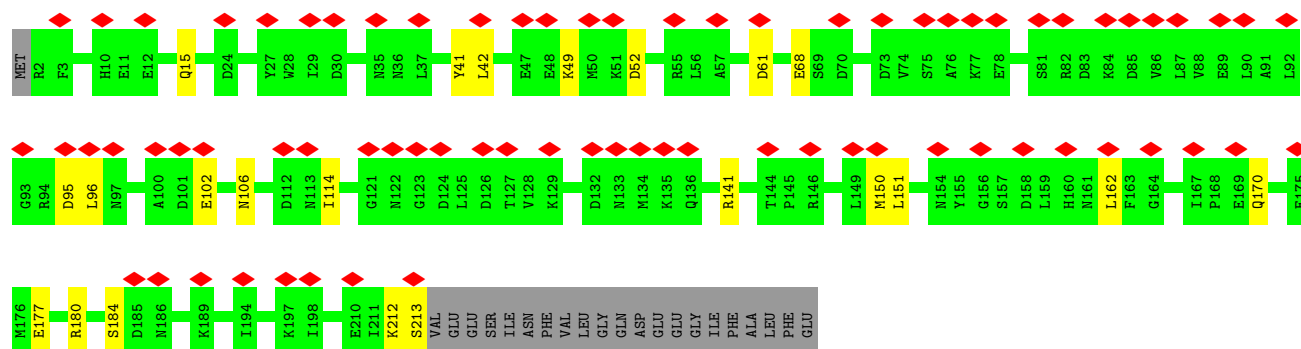 MET R2 F3 H10 E11 E12 Q15 D24 Y27 W28 I29 D30 N35 N36 L37 Y41 L42 E47 E48 K49 M50 K51 D52 R55 L56 A57 D61 E68 S69 D70 D73 V74 S75 A76 K77 E78 S81 R82 D83 K84 D85 V86 L87 V88 E89 L90 A91 L92
G93 R94 D95 L96 N97 A100 D101 E102 N106 D112 N113 I114 G121 N122 G123 D124 L125 D126 T127 V128 K129 D132 N133 M134 K135 Q136 R141 T144 P145 R146 L149 M150 L151 N154 Y155 G156 S157 D158 L159 H160 N161 L162 F163 G164 I167 P168 E169 Q170 E175
M176 E177 R180 S184 D185 N186 K189 I194 K197 I198 E210 I211 K212 S213 VAL GLU GLU SER ILE ASN PHE VAL LEU GLY GLN ASP GLU GLU GLY ILE PHE ALA LEU PHE GLU